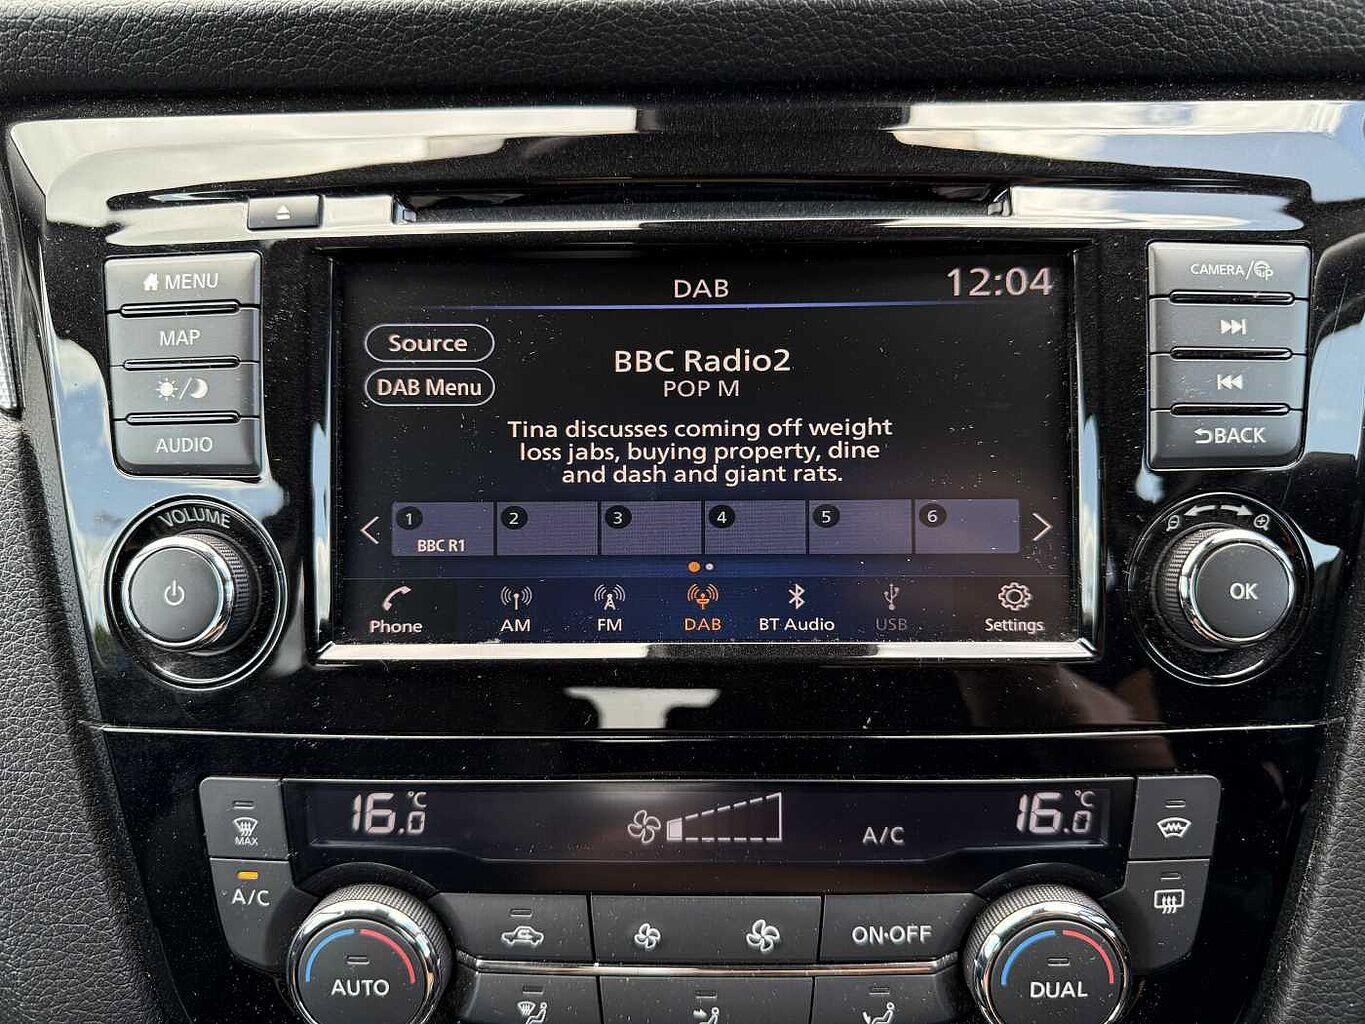 MENU
MAP
AUDIO
VOLUME
DAB
12:04
Source
DAB Menu
BBC Radio2
POP M
Tina discusses coming off weight
loss jabs, buying property, dine
and dash and giant rats.
1
BBC R1
2
3
4
5
6
Phone
AM
FM
DAB
BT Audio
USB
Settings
CAMERA/
BACK
OK
MAX
A/C
16.0 °C
A/C
16.0 °C
AUTO
ON•OFF
DUAL